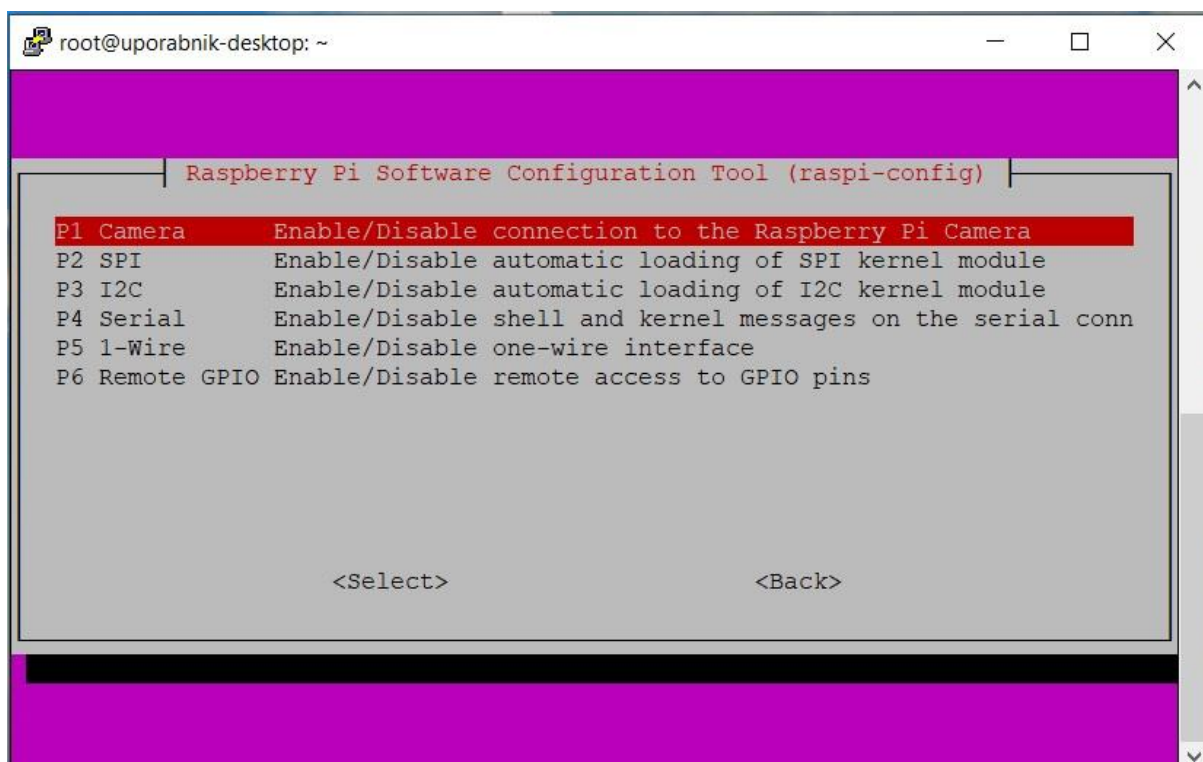 root@uporabnik-desktop: ~
Raspberry Pi Software Configuration Tool (raspi-config)
P1 Camera Enable/Disable connection to the Raspberry Pi Camera
P2 SPI Enable/Disable automatic loading of SPI kernel module
P3 I2C Enable/Disable automatic loading of I2C kernel module
P4 Serial Enable/Disable shell and kernel messages on the serial conn
P5 1-Wire Enable/Disable one-wire interface
P6 Remote GPIO Enable/Disable remote access to GPIO pins
<Select> <Back>